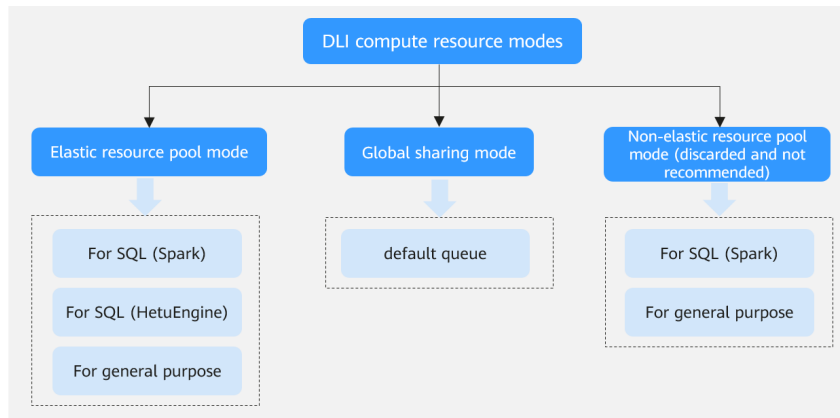 DLI compute resource modes
Elastic resource pool mode
Global sharing mode
Non-elastic resource pool
mode (discarded and not
recommended)
For SQL (Spark)
For SQL (HetuEngine)
For general purpose
default queue
For SQL (Spark)
For general purpose